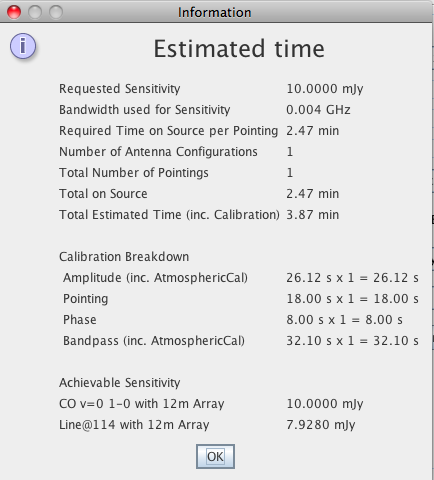 Information
i
Estimated time
Requested Sensitivity 10.0000 mJy
Bandwidth used for Sensitivity 0.004 GHz
Required Time on Source per Pointing 2.47 min
Number of Antenna Configurations 1
Total Number of Pointings 1
Total on Source 2.47 min
Total Estimated Time (inc. Calibration) 3.87 min
Calibration Breakdown
Amplitude (inc. AtmosphericCal) 26.12 s x 1 = 26.12 s
Pointing 18.00 s x 1 = 18.00 s
Phase 8.00 s x 1 = 8.00 s
Bandpass (inc. AtmosphericCal) 32.10 s x 1 = 32.10 s
Achievable Sensitivity
CO v=0 1-0 with 12m Array 10.0000 mJy
Line@114 with 12m Array 7.9280 mJy
OK